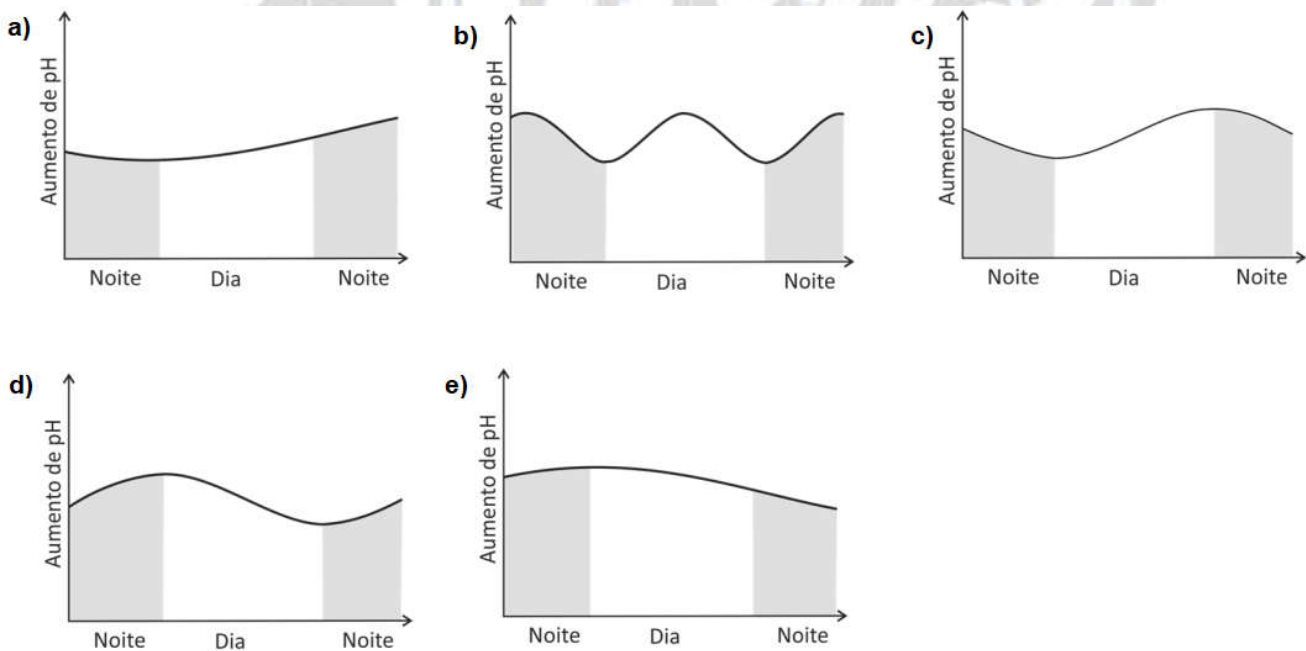 a)
Aumento de pH
Noite Dia Noite
b)
Aumento de pH
Noite Dia Noite
c)
Aumento de pH
Noite Dia Noite
d)
Aumento de pH
Noite Dia Noite
e)
Aumento de pH
Noite Dia Noite